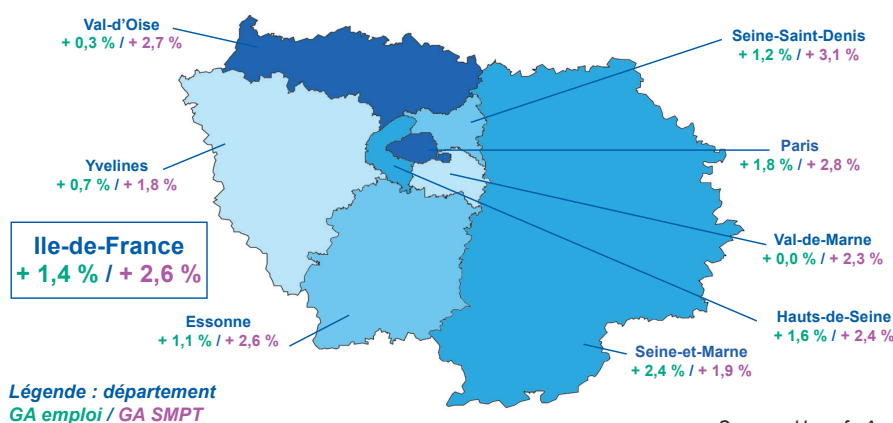 Val-d'Oise
+ 0,3 % / + 2,7 %
Seine-Saint-Denis
+ 1,2 % / + 3,1 %
Yvelines
+ 0,7 % / + 1,8 %
Paris
+ 1,8 % / + 2,8 %
Ile-de-France
+ 1,4 % / + 2,6 %
Val-de-Marne
+ 0,0 % / + 2,3 %
Essonne
+ 1,1 % / + 2,6 %
Hauts-de-Seine
+ 1,6 % / + 2,4 %
Seine-et-Marne
+ 2,4 % / + 1,9 %
Légende : département
GA emploi / GA SMPT